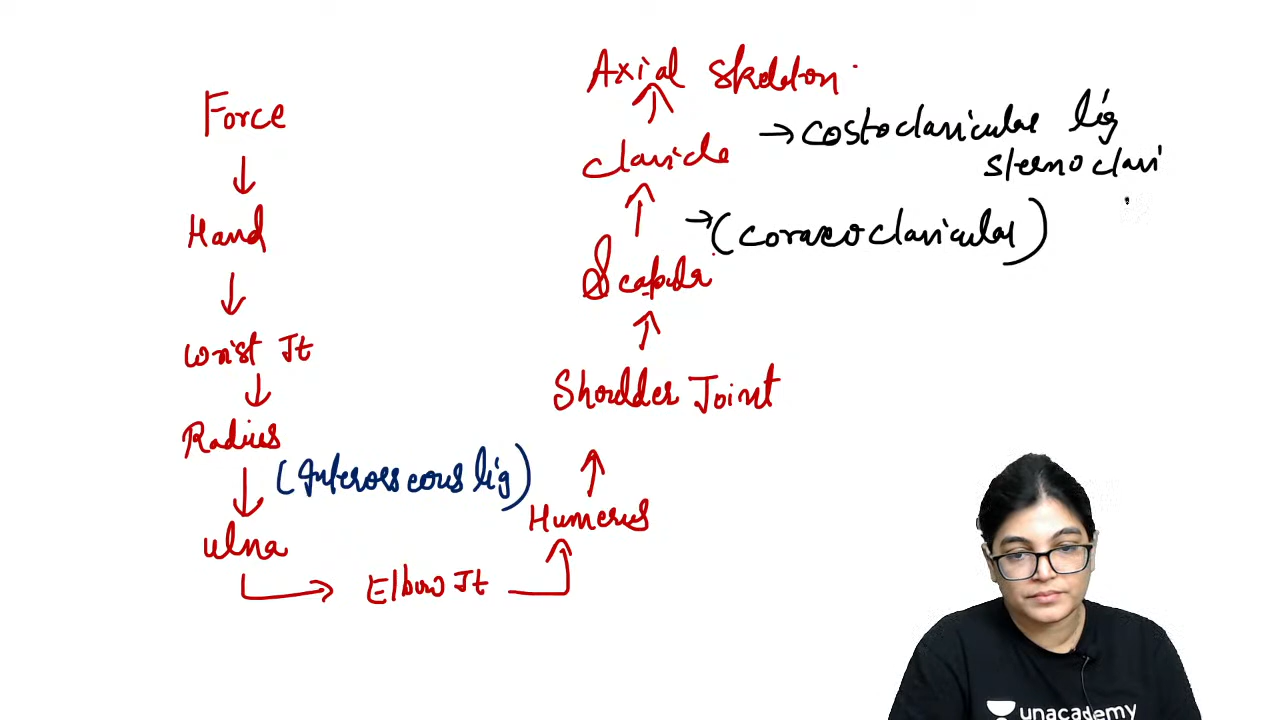 Force
Hand
Wrist Jt
Radius
(Interosseous lig)
Ulna
Elbow Jt
Humerus
Shoulder Joint
Scapula
(coracoclavicular)
Clavicle
costoclavicular lig
sternoclavi
Axial Skeleton
unacademy